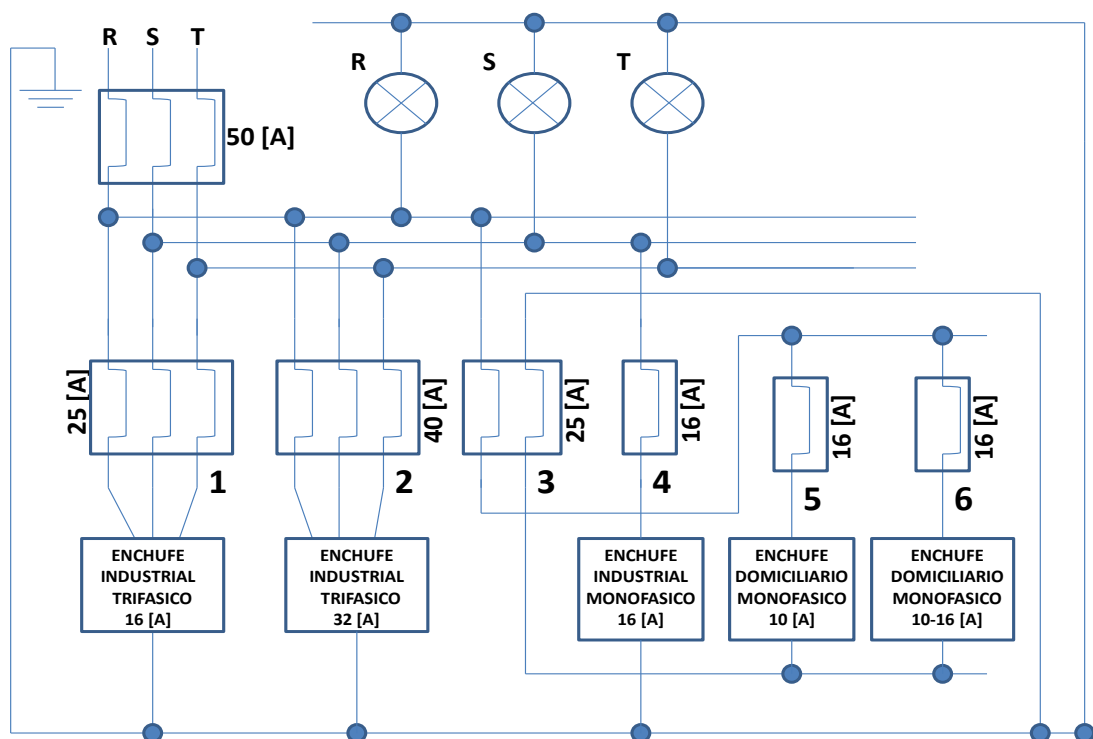 R S T
R S T
50 [A]
25 [A]
40 [A]
25 [A]
16 [A]
16 [A]
16 [A]
1 2 3 4 5 6
ENCHUFE
INDUSTRIAL
TRIFASICO
16 [A]
ENCHUFE
INDUSTRIAL
TRIFASICO
32 [A]
ENCHUFE
INDUSTRIAL
MONOFASICO
16 [A]
ENCHUFE
DOMICILIARIO
MONOFASICO
10 [A]
ENCHUFE
DOMICILIARIO
MONOFASICO
10-16 [A]